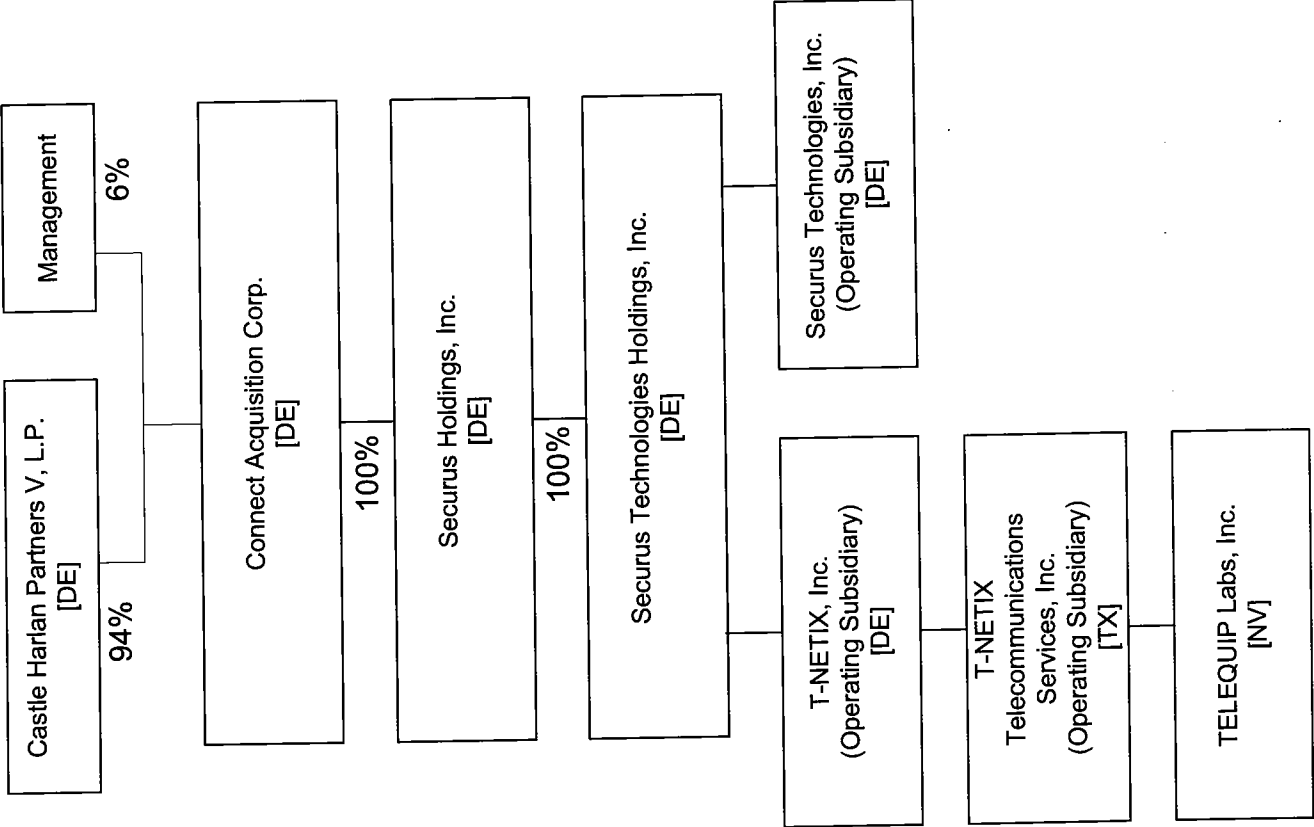 Castle Harlan Partners V, L.P.
[DE]
Management
94%
6%
Connect Acquisition Corp.
[DE]
100%
Securus Holdings, Inc.
[DE]
100%
Securus Technologies Holdings, Inc.
[DE]
T-NETIX, Inc.
(Operating Subsidiary)
[DE]
Securus Technologies, Inc.
(Operating Subsidiary)
[DE]
T-NETIX
Telecommunications
Services, Inc.
(Operating Subsidiary)
[TX]
TELEQUIP Labs, Inc.
[NV]